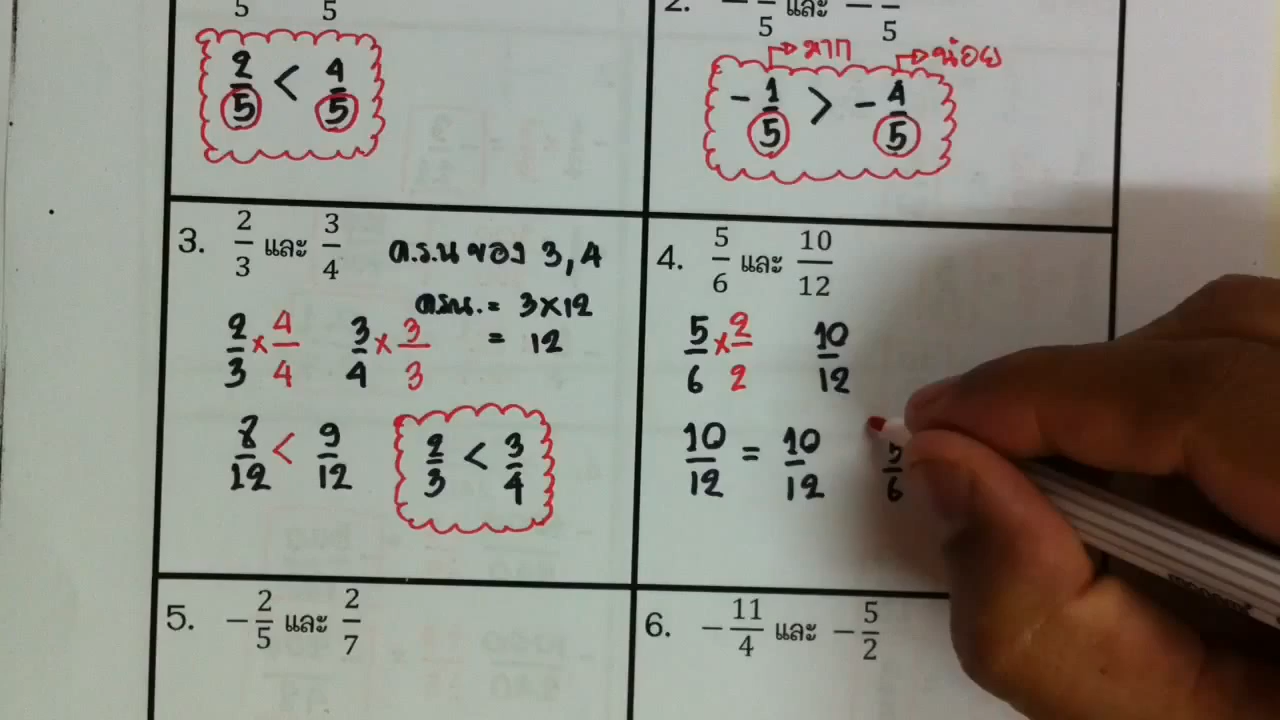 5 5
2. - /5 และ - /5
มาก น้อย
2/5 < 4/5
-1/5 > -4/5
3. 2/3 และ 3/4 ค.ร.น ของ 3,4
ครน. = 3×12
= 12
2/3 × 4/4 3/4 × 3/3
8/12 < 9/12 2/3 < 3/4
4. 5/6 และ 10/12
5/6 × 2/2 10/12
10/12 = 10/12 5/6
5. -2/5 และ 2/7
6. -11/4 และ -5/2